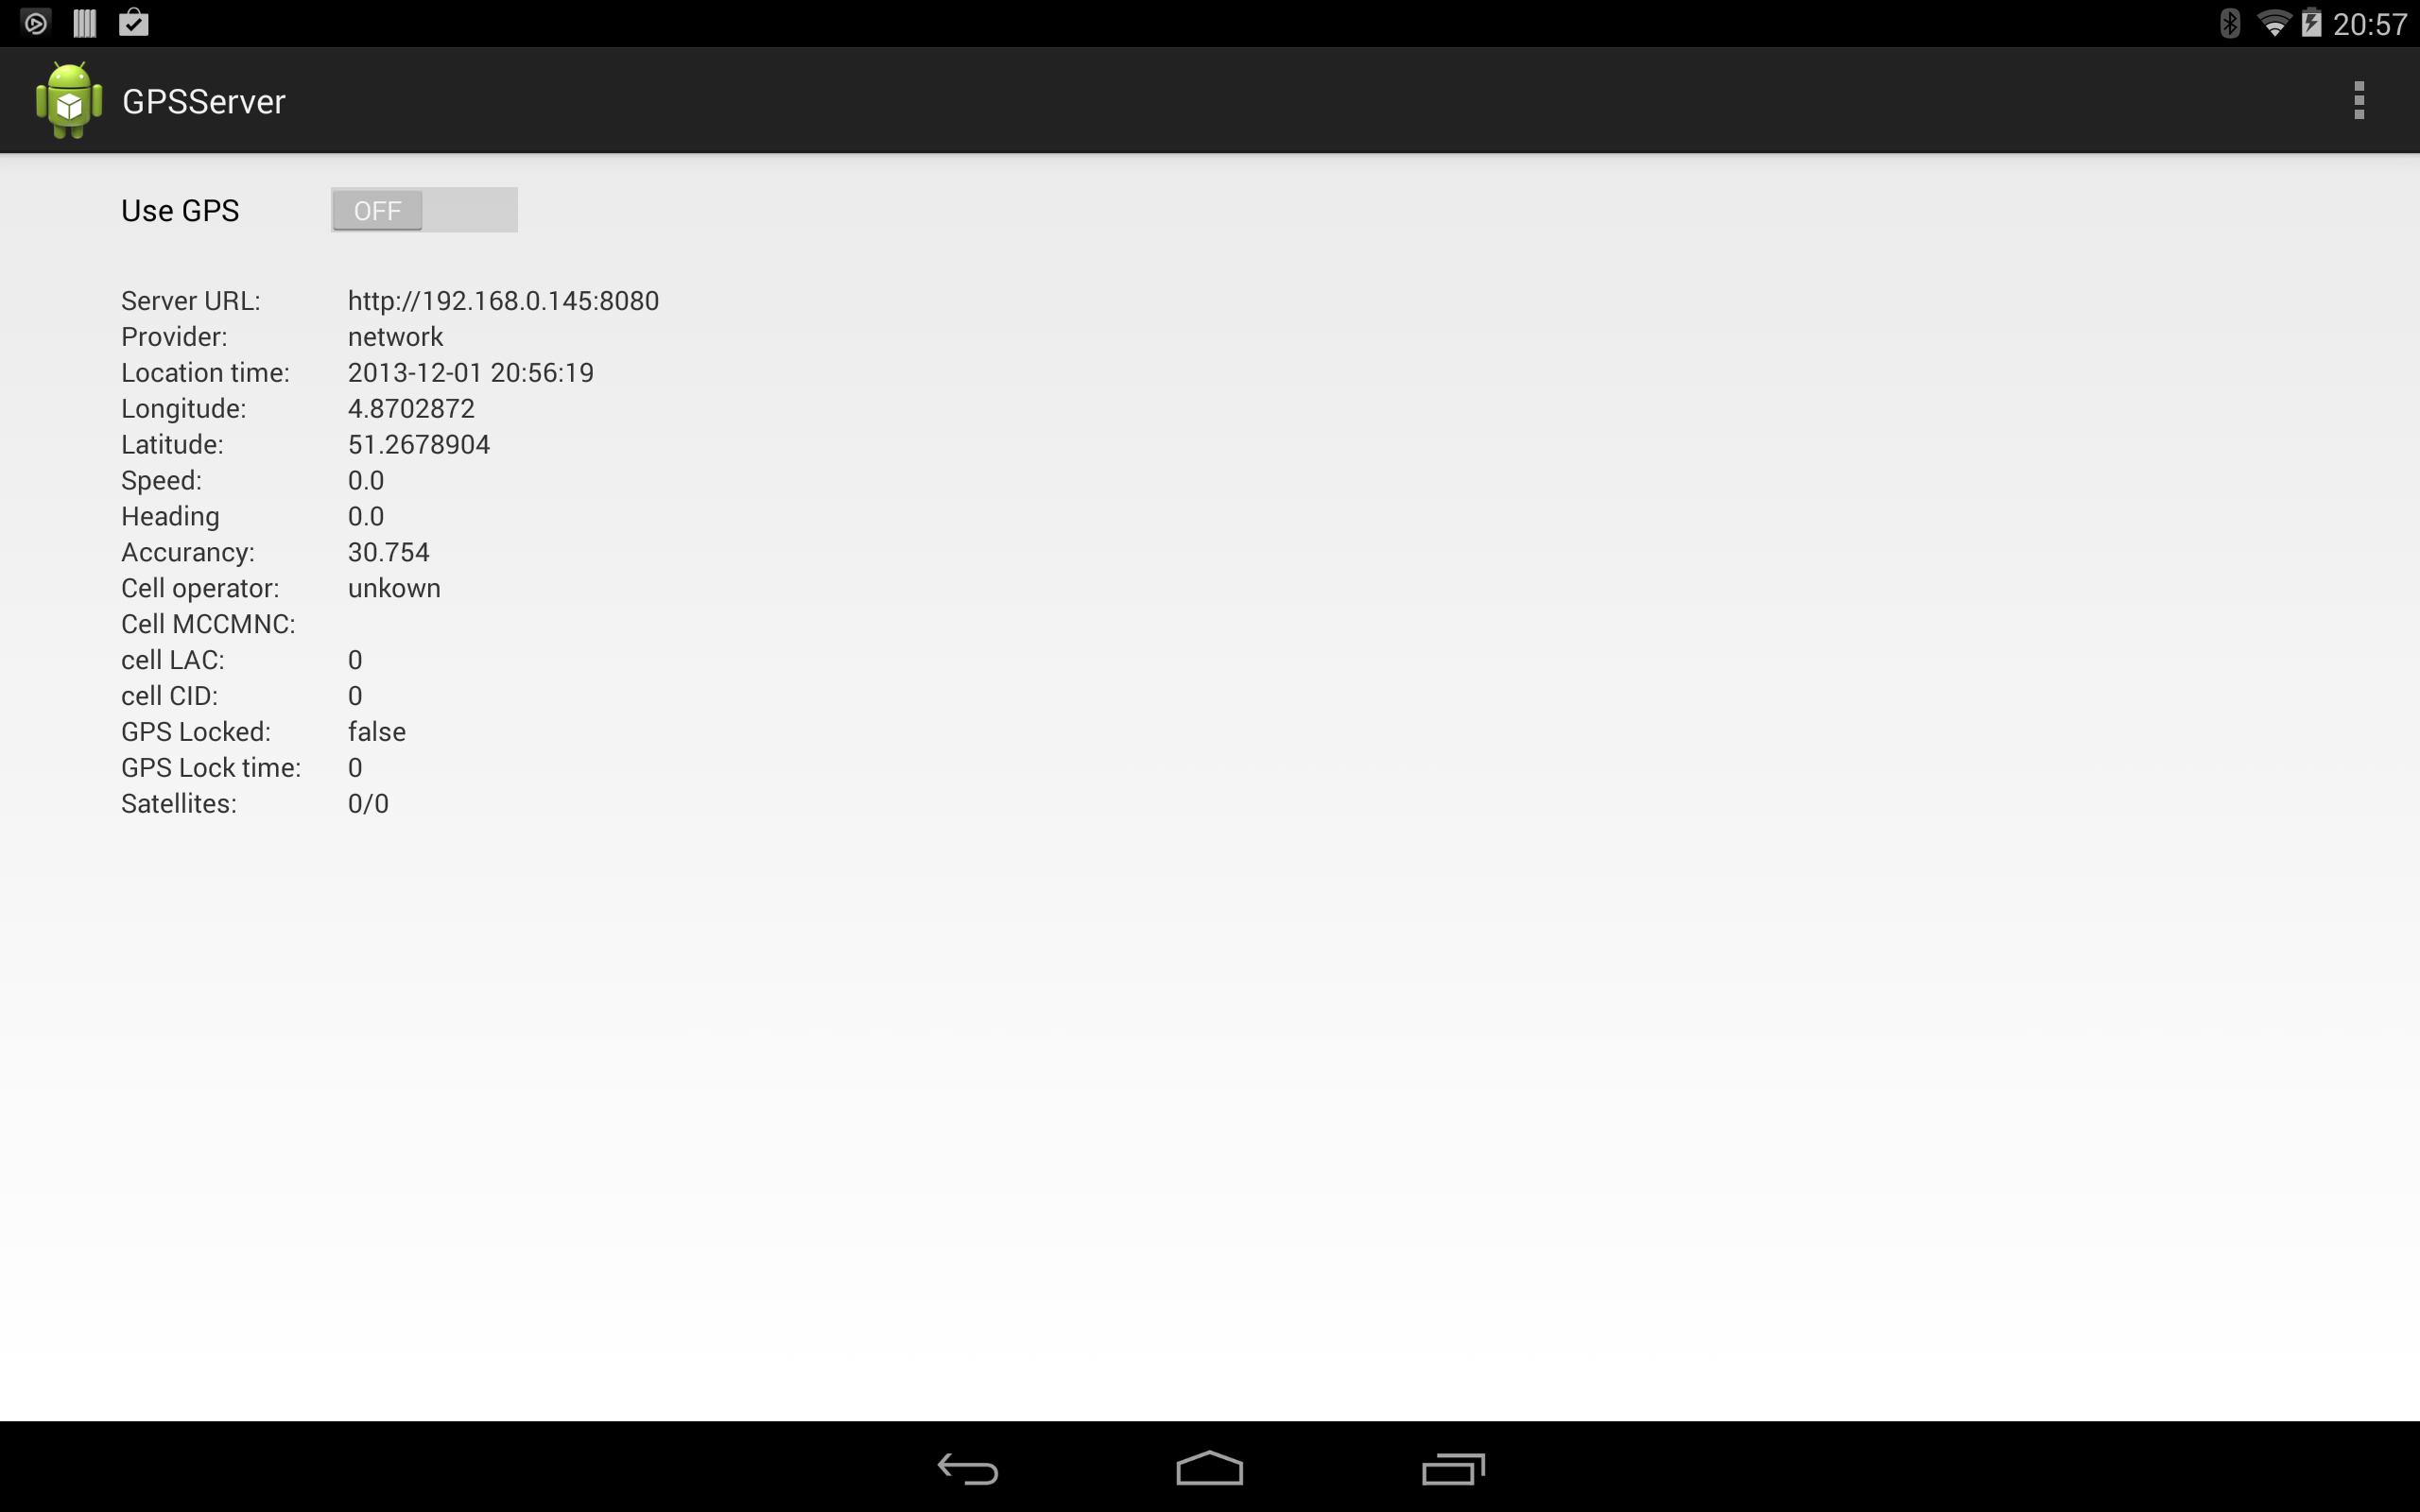 20:57
GPSServer
Use GPS OFF
Server URL: http://192.168.0.145:8080
Provider: network
Location time: 2013-12-01 20:56:19
Longitude: 4.8702872
Latitude: 51.2678904
Speed: 0.0
Heading 0.0
Accurancy: 30.754
Cell operator: unkown
Cell MCCMNC:
cell LAC: 0
cell CID: 0
GPS Locked: false
GPS Lock time: 0
Satellites: 0/0